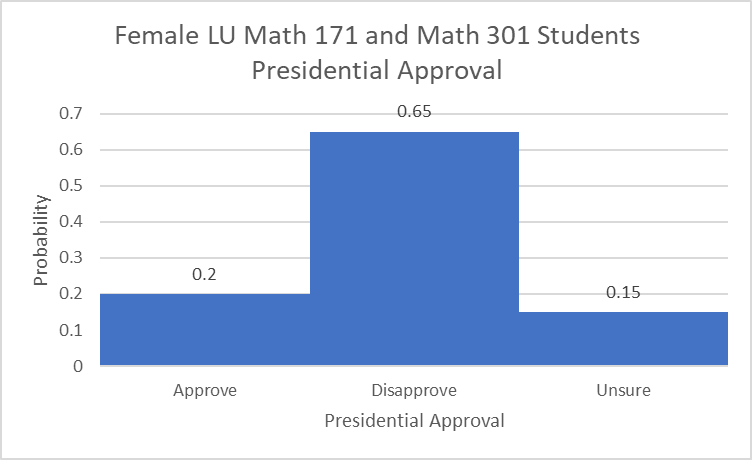 Female LU Math 171 and Math 301 Students
Presidential Approval
0.7
0.6
0.5
0.4
0.3
0.2
0.1
0
Probability
0.2
0.65
0.15
Approve
Disapprove
Unsure
Presidential Approval